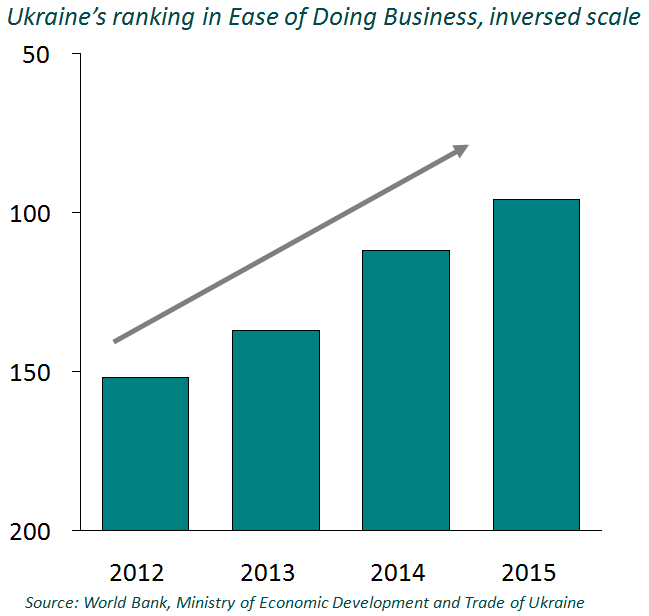 Ukraine’s ranking in Ease of Doing Business, inversed scale
50
100
150
200
2012 2013 2014 2015
Source: World Bank, Ministry of Economic Development and Trade of Ukraine